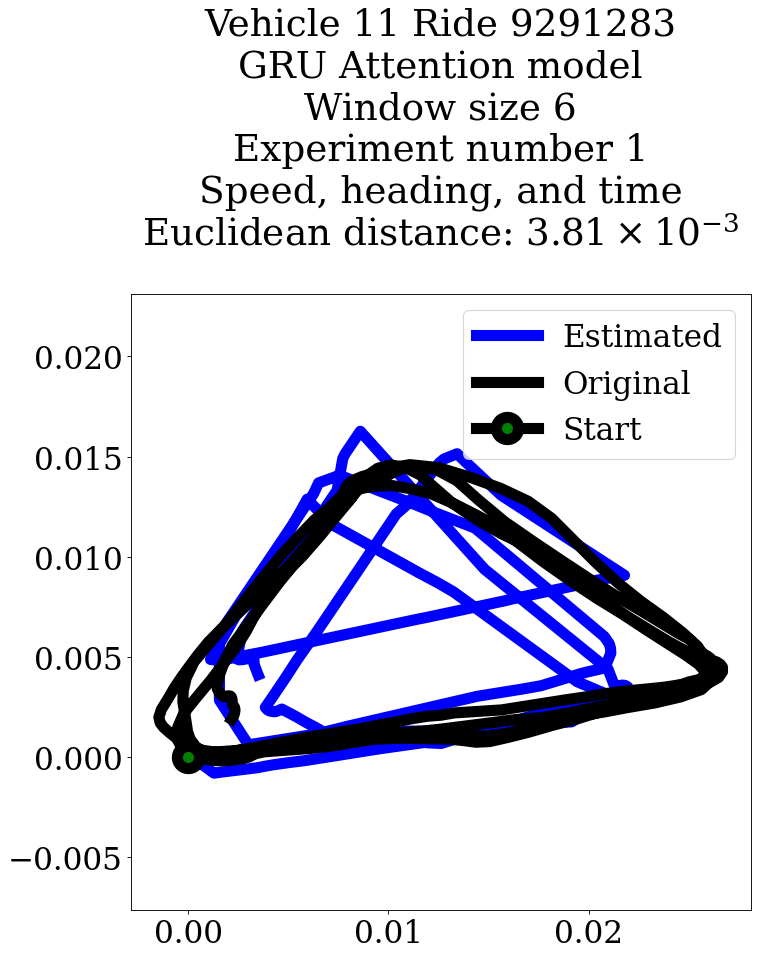 Vehicle 11 Ride 9291283
GRU Attention model
Window size 6
Experiment number 1
Speed, heading, and time
Euclidean distance: 3.81 × 10⁻³
Estimated
Original
Start
0.020
0.015
0.010
0.005
0.000
−0.005
0.00 0.01 0.02